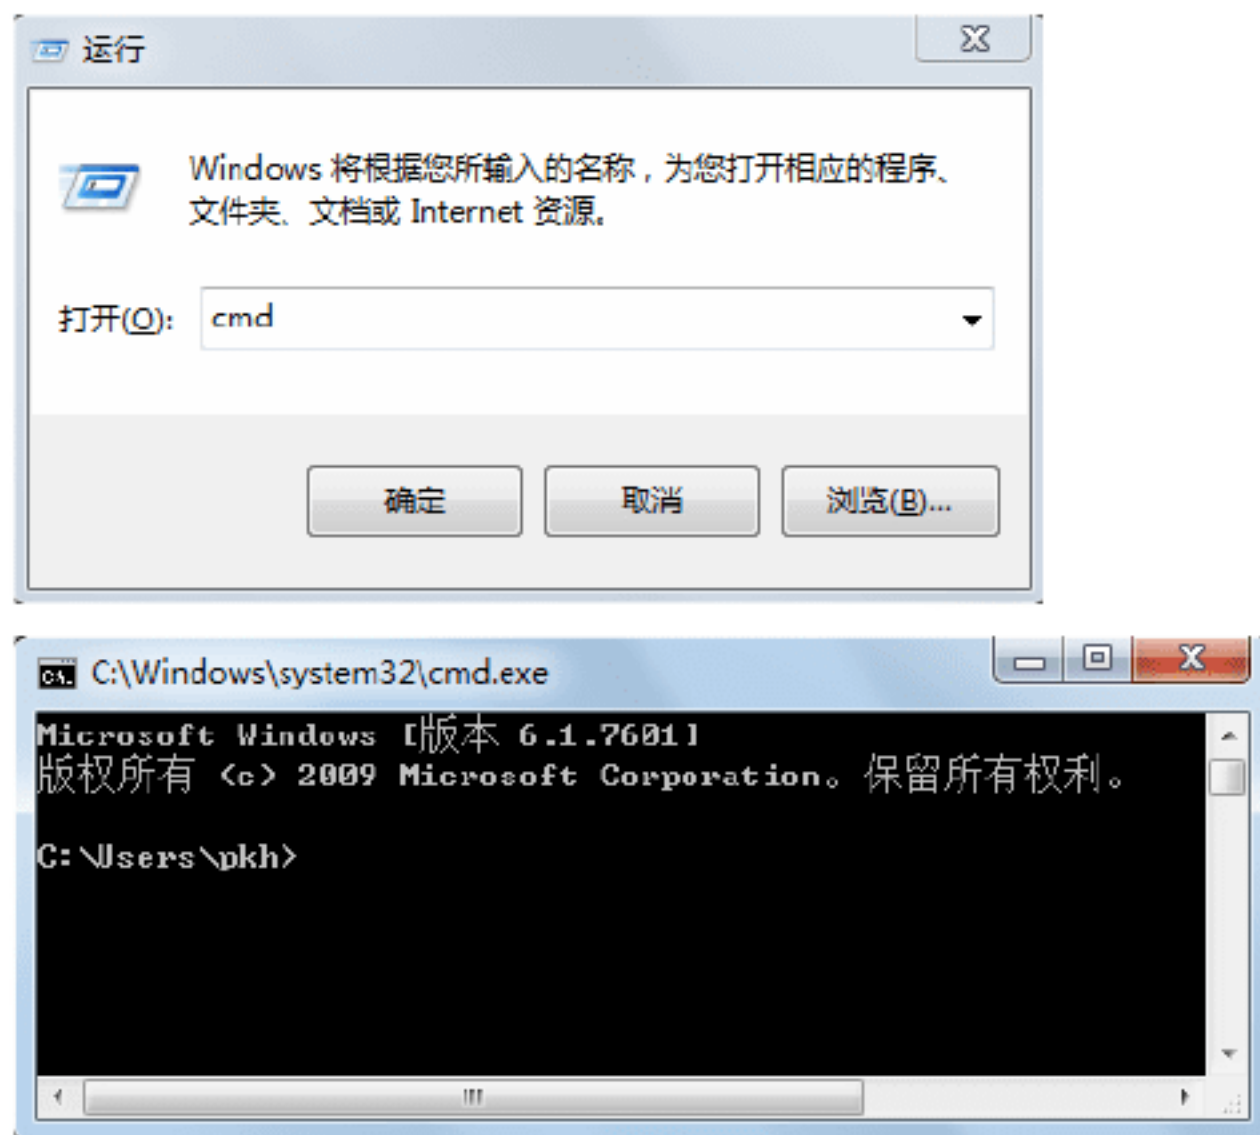 运行
Windows 将根据您所输入的名称，为您打开相应的程序、
文件夹、文档或 Internet 资源。
打开(O): cmd
确定 取消 浏览(B)...
C:\Windows\system32\cmd.exe
Microsoft Windows [版本 6.1.7601]
版权所有 (c) 2009 Microsoft Corporation。保留所有权利。
C:\Users\pkh>